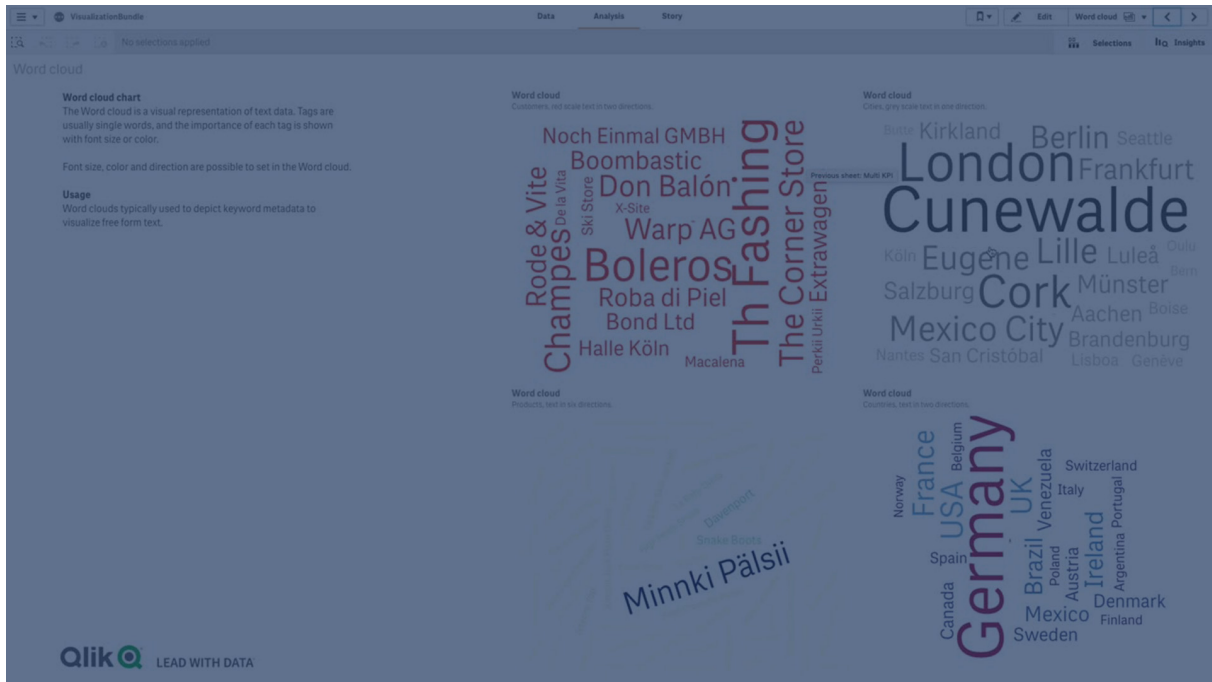 VisualizationBundle
Data
Analysis
Story
Edit
Word cloud
No selections applied
Selections
Insights
Word cloud
Word cloud chart
The Word cloud is a visual representation of text data. Tags are
usually single words, and the importance of each tag is shown
with font size or color.
Font size, color and direction are possible to set in the Word cloud.
Usage
Word clouds typically used to depict keyword metadata to
visualize free form text.
Word cloud
Customers, old scale text in two directions.
Noch Einmal GMBH
Boombastic
Don Balón
X-Site
Warp AG
Boleros
Roba di Piel
Bond Ltd
Halle Köln
Macalena
Rode & Vite
Champes
De la Vita
Ski Store
Th Fashing
The Corner Store
Extrawagen
Perkii Urkii
Word cloud
Cities, grey scale text in one direction.
Butte
Kirkland
Berlin
Seattle
London
Frankfurt
Previous sheet: Multi KPI
Cunewalde
Köln
Eugene
Lille
Luleå
Oulu
Bern
Salzburg
Cork
Münster
Aachen
Boise
Mexico City
Brandenburg
Nantes
San Cristóbal
Lisboa
Genève
Word cloud
Products, text in six directions.
Davenport
Smoke Boots
Minnki Pälsii
Word cloud
Countries, text in two directions.
Norway
France
Belgium
USA
Germany
UK
Venezuela
Switzerland
Italy
Portugal
Spain
Brazil
Poland
Austria
Ireland
Argentina
Canada
Mexico
Denmark
Finland
Sweden
Qlik
LEAD WITH DATA